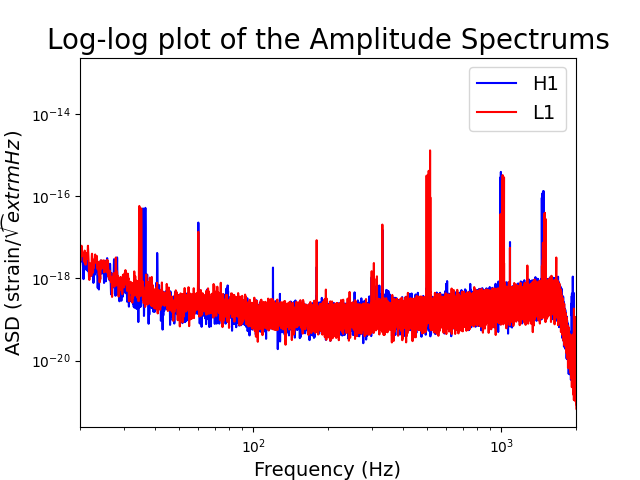 Log-log plot of the Amplitude Spectrums
H1
L1
10^{-14}
10^{-16}
10^{-18}
10^{-20}
ASD (strain/√extrmHz)
10^2
10^3
Frequency (Hz)